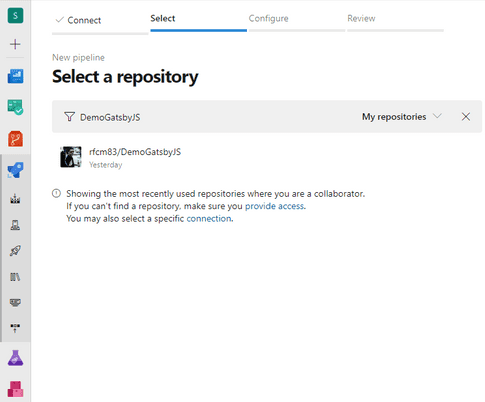 S
Connect
Select
Configure
Review
New pipeline
Select a repository
DemoGatsbyJS
My repositories
rfcm83/DemoGatsbyJS
Yesterday
Showing the most recently used repositories where you are a collaborator.
If you can't find a repository, make sure you provide access.
You may also select a specific connection.